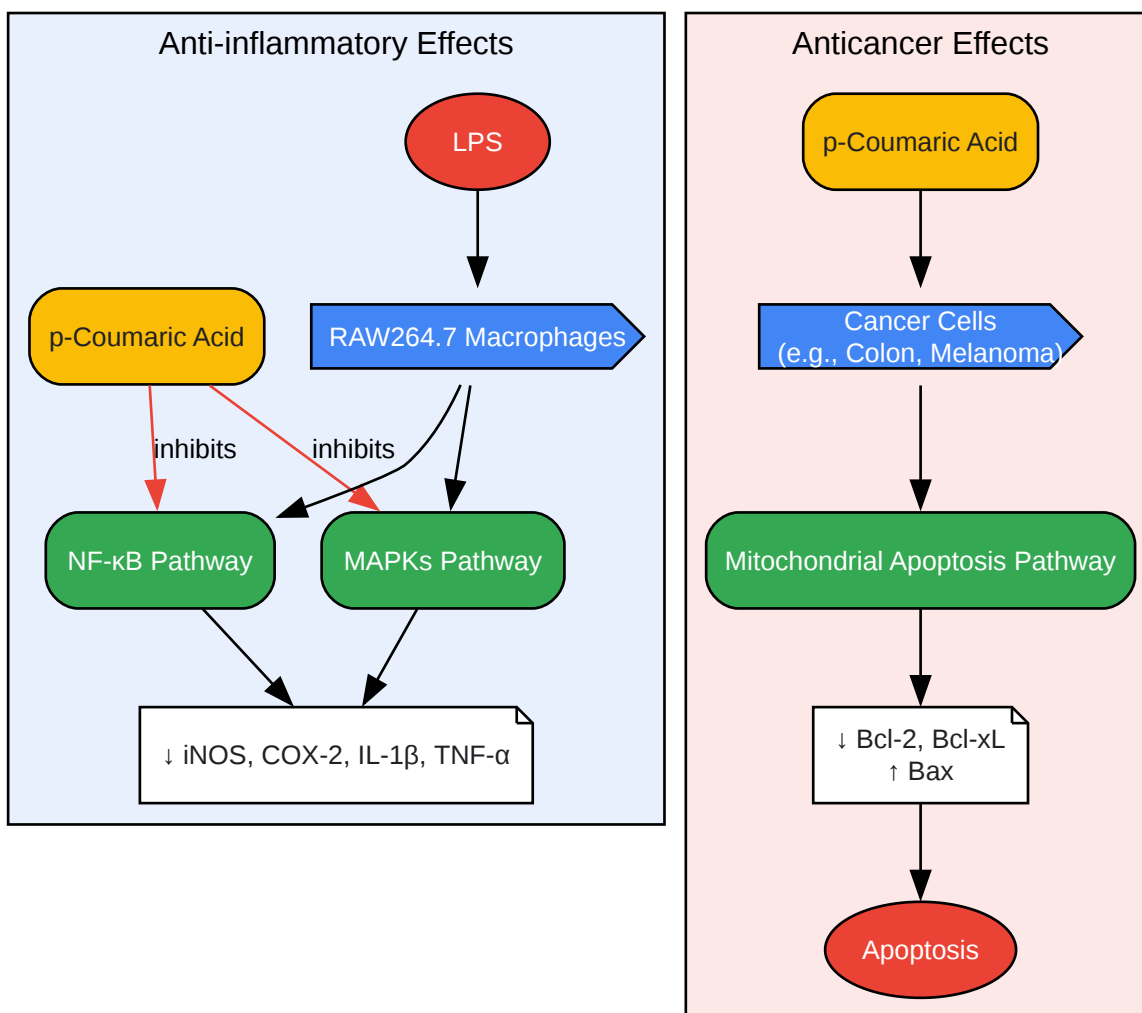 Anti-inflammatory Effects
LPS
p-Coumaric Acid
RAW264.7 Macrophages
inhibits
inhibits
NF-κB Pathway
MAPKs Pathway
↓ iNOS, COX-2, IL-1β, TNF-α
Anticancer Effects
p-Coumaric Acid
Cancer Cells
(e.g., Colon, Melanoma)
Mitochondrial Apoptosis Pathway
↓ Bcl-2, Bcl-xL
↑ Bax
Apoptosis